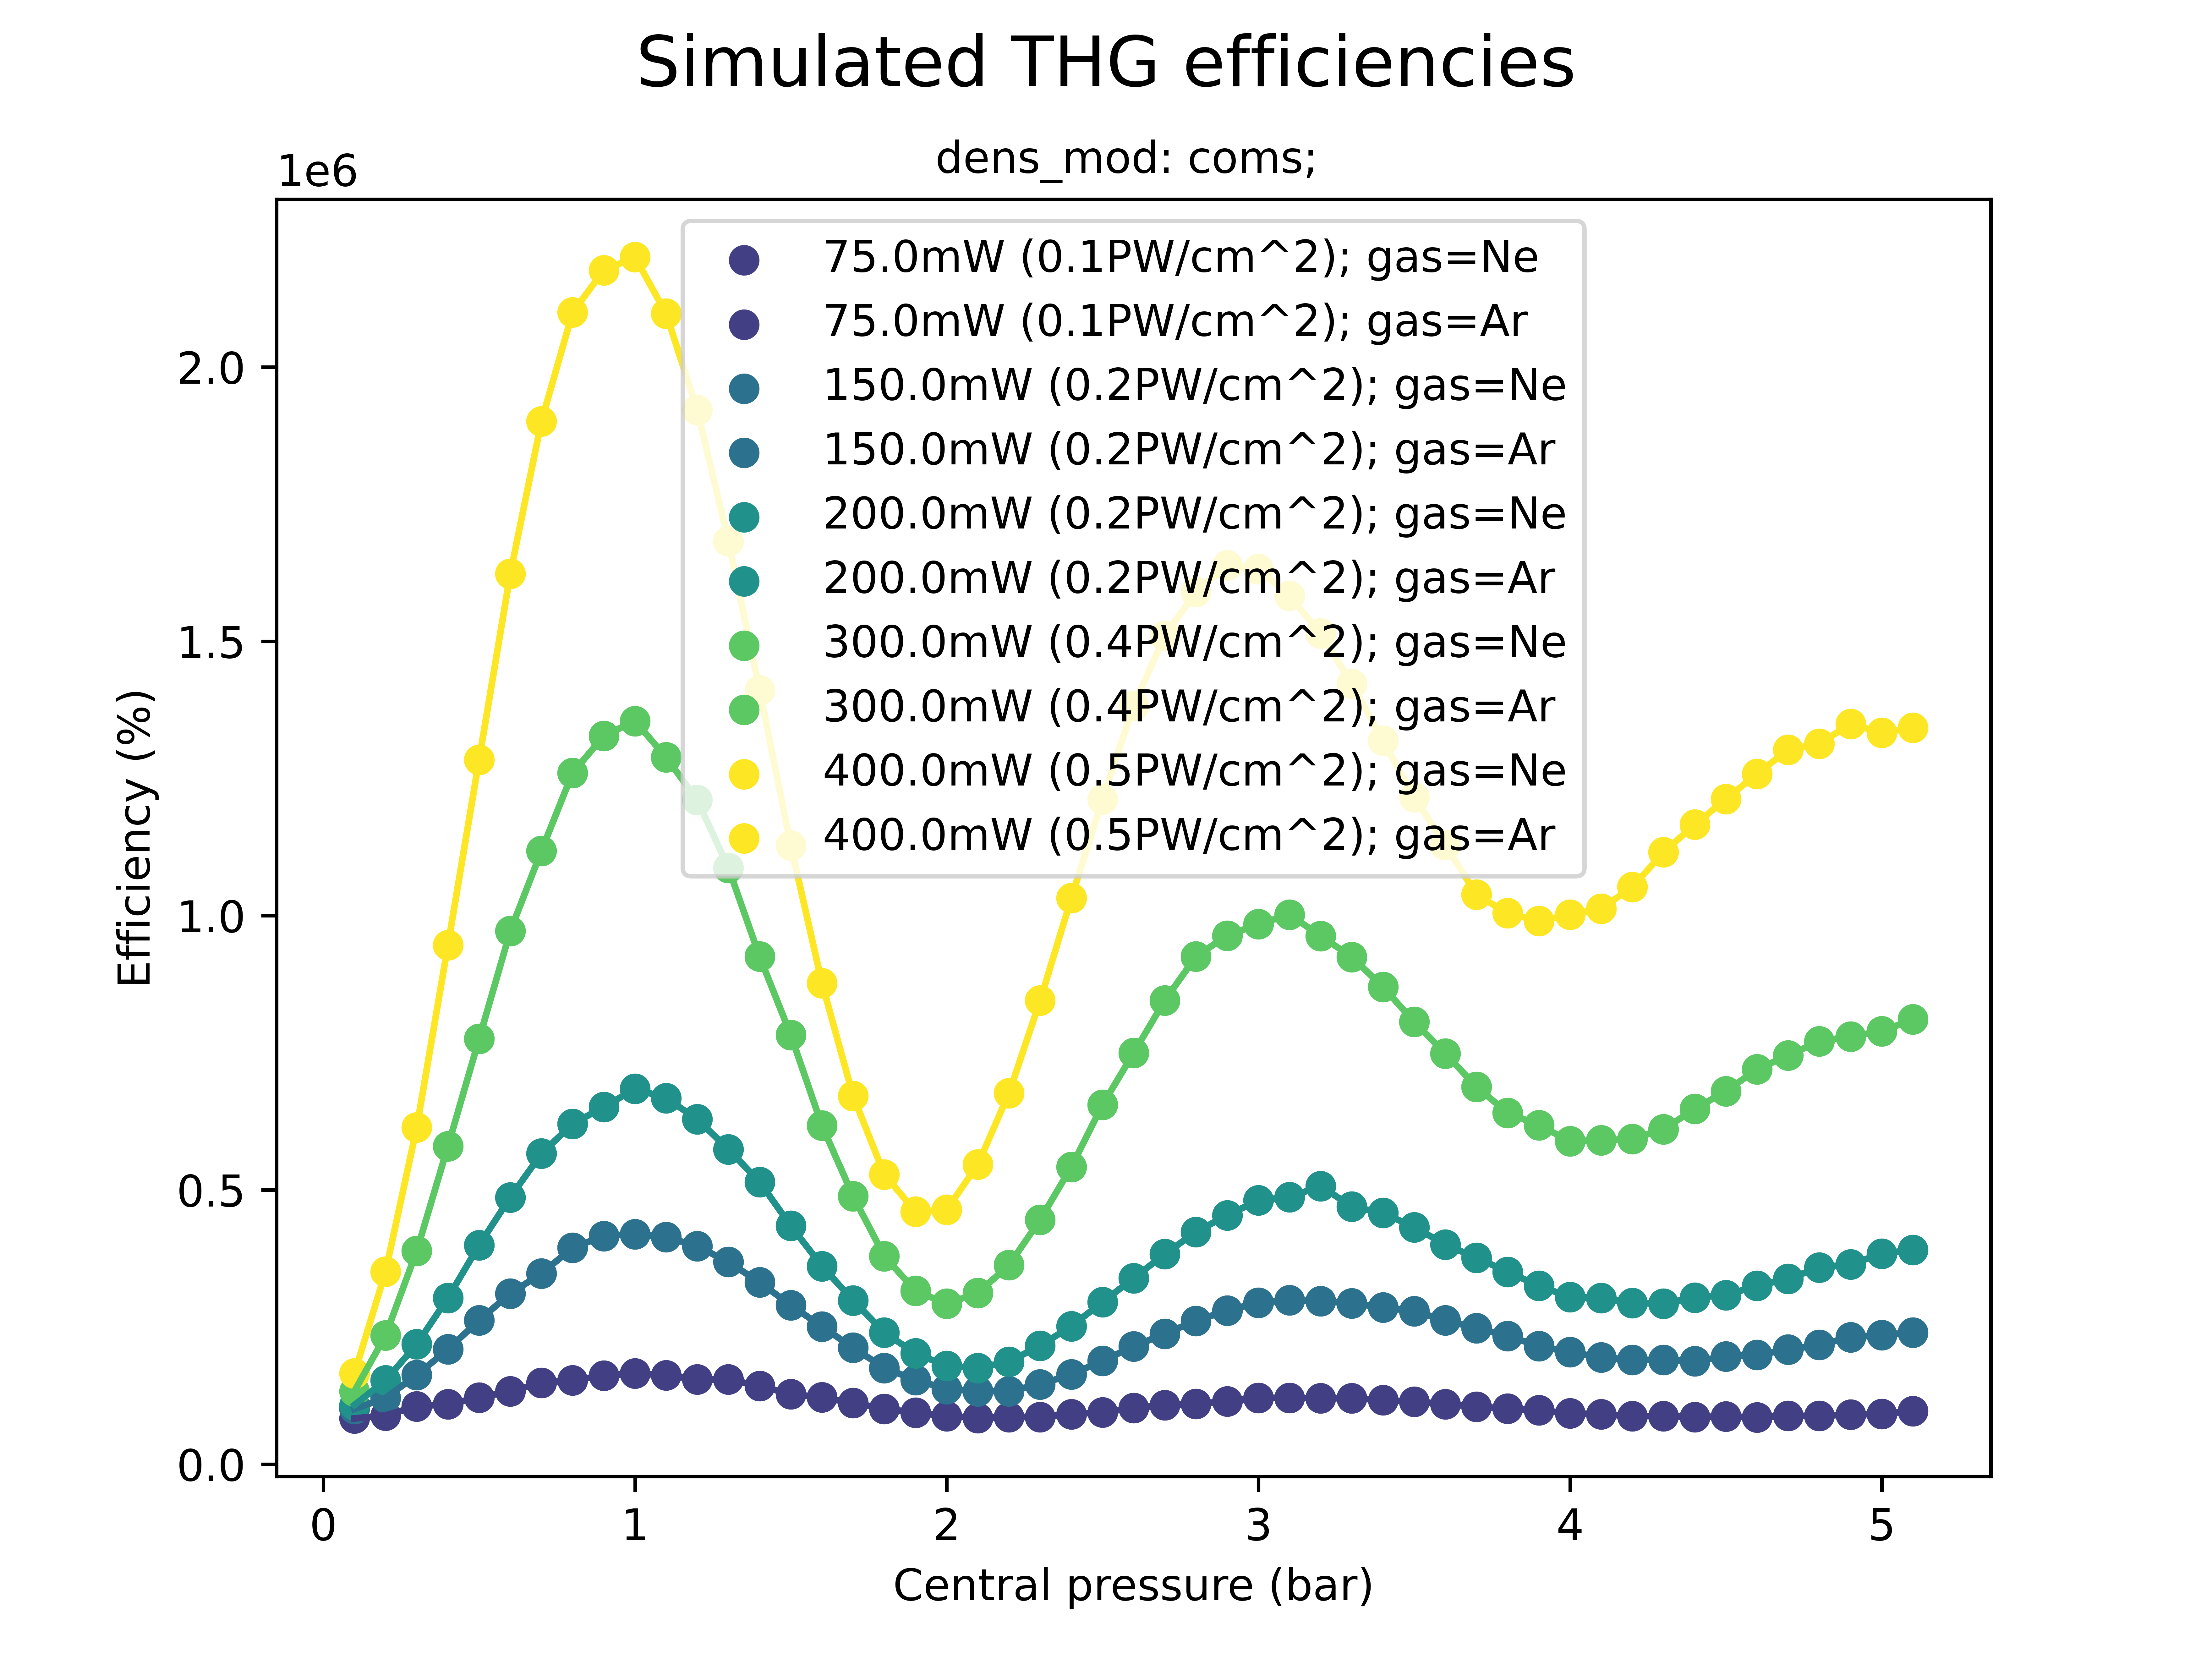 Simulated THG efficiencies
dens_mod: coms;
1e6
75.0mW (0.1PW/cm^2); gas=Ne
75.0mW (0.1PW/cm^2); gas=Ar
150.0mW (0.2PW/cm^2); gas=Ne
150.0mW (0.2PW/cm^2); gas=Ar
200.0mW (0.2PW/cm^2); gas=Ne
200.0mW (0.2PW/cm^2); gas=Ar
300.0mW (0.4PW/cm^2); gas=Ne
300.0mW (0.4PW/cm^2); gas=Ar
400.0mW (0.5PW/cm^2); gas=Ne
400.0mW (0.5PW/cm^2); gas=Ar
Efficiency (%)
2.0
1.5
1.0
0.5
0.0
0 1 2 3 4 5
Central pressure (bar)